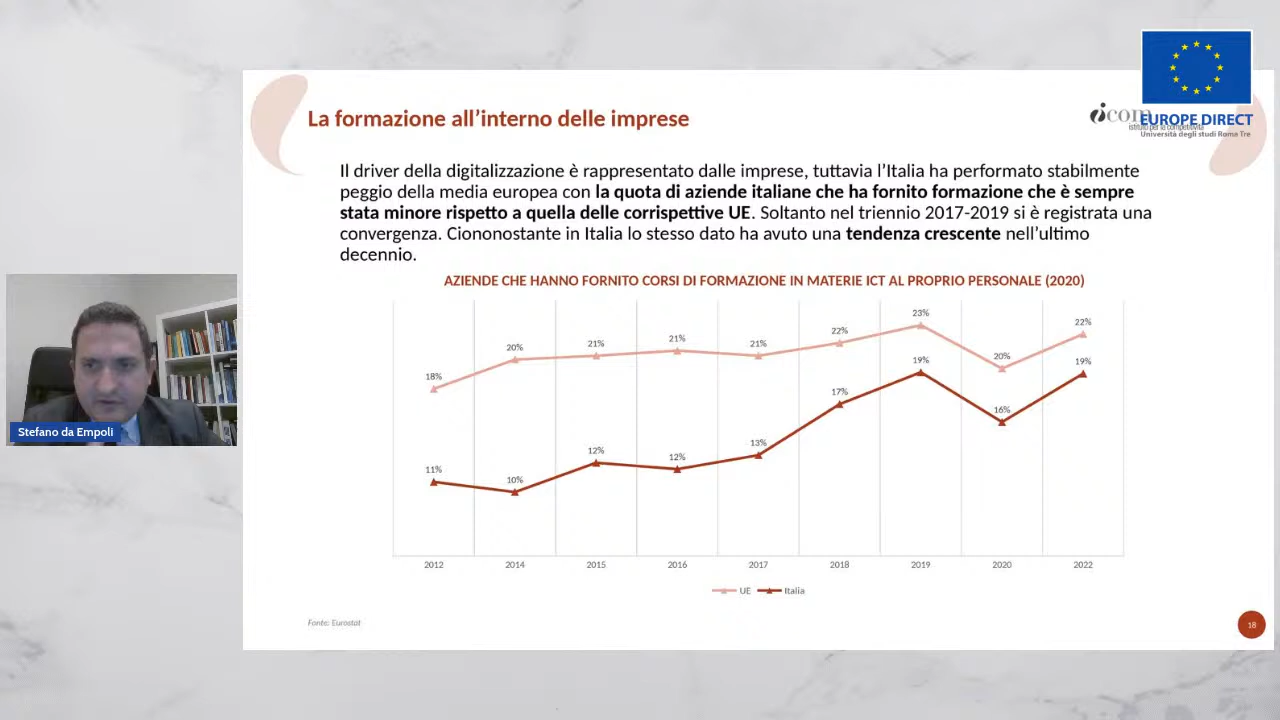 La formazione all’interno delle imprese
icom
istituto per la competitività
EUROPE DIRECT
Università degli studi Roma Tre
Il driver della digitalizzazione è rappresentato dalle imprese, tuttavia l’Italia ha performato stabilmente
peggio della media europea con la quota di aziende italiane che ha fornito formazione che è sempre
stata minore rispetto a quella delle corrispettive UE. Soltanto nel triennio 2017-2019 si è registrata una
convergenza. Ciononostante in Italia lo stesso dato ha avuto una tendenza crescente nell’ultimo
decennio.
AZIENDE CHE HANNO FORNITO CORSI DI FORMAZIONE IN MATERIE ICT AL PROPRIO PERSONALE (2020)
18% 20% 21% 21% 21% 22% 23% 20% 22%
11% 10% 12% 12% 13% 17% 19% 16% 19%
2012 2014 2015 2016 2017 2018 2019 2020 2022
UE Italia
Fonte: Eurostat
18
Stefano da Empoli